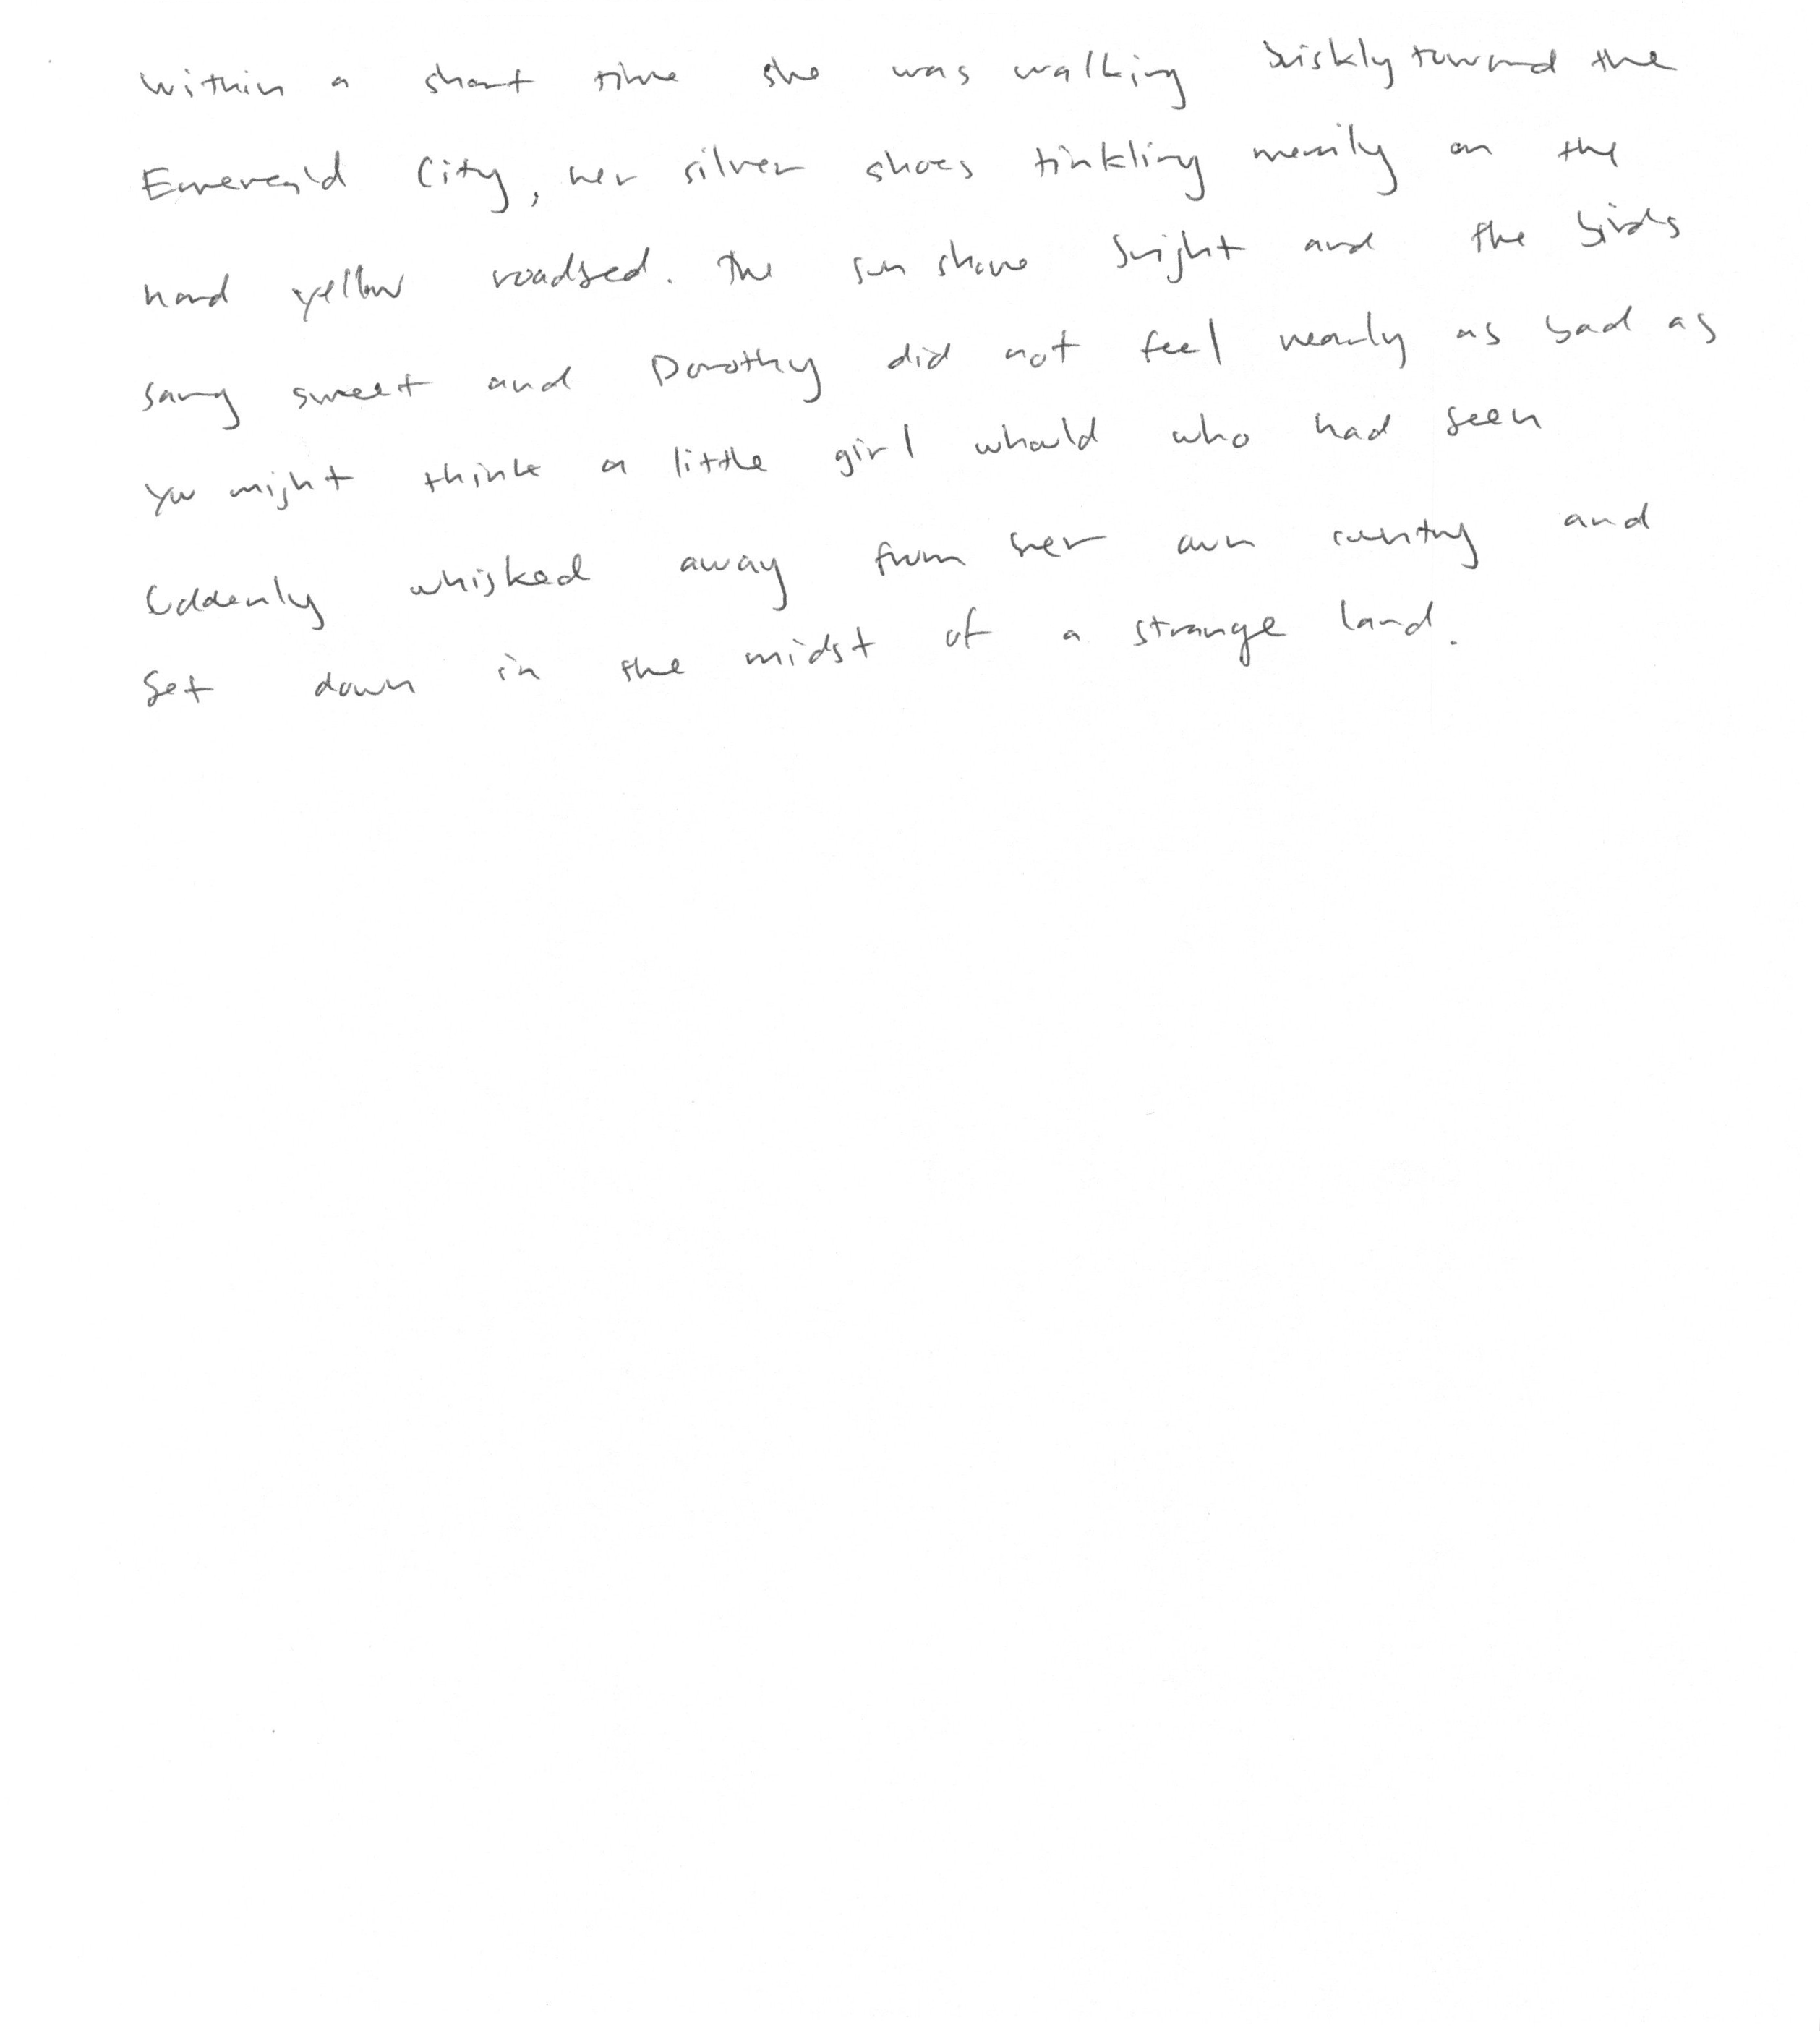 Within a short time she was walking briskly toward the
Emerald City, her silver shoes tinkling merrily on the
hard yellow roadbed. The sun shone bright and the birds
sang sweet and Dorothy did not feel nearly as bad as
you might think a little girl whould who had been
suddenly whisked away from her own country and
set down in the midst of a strange land.